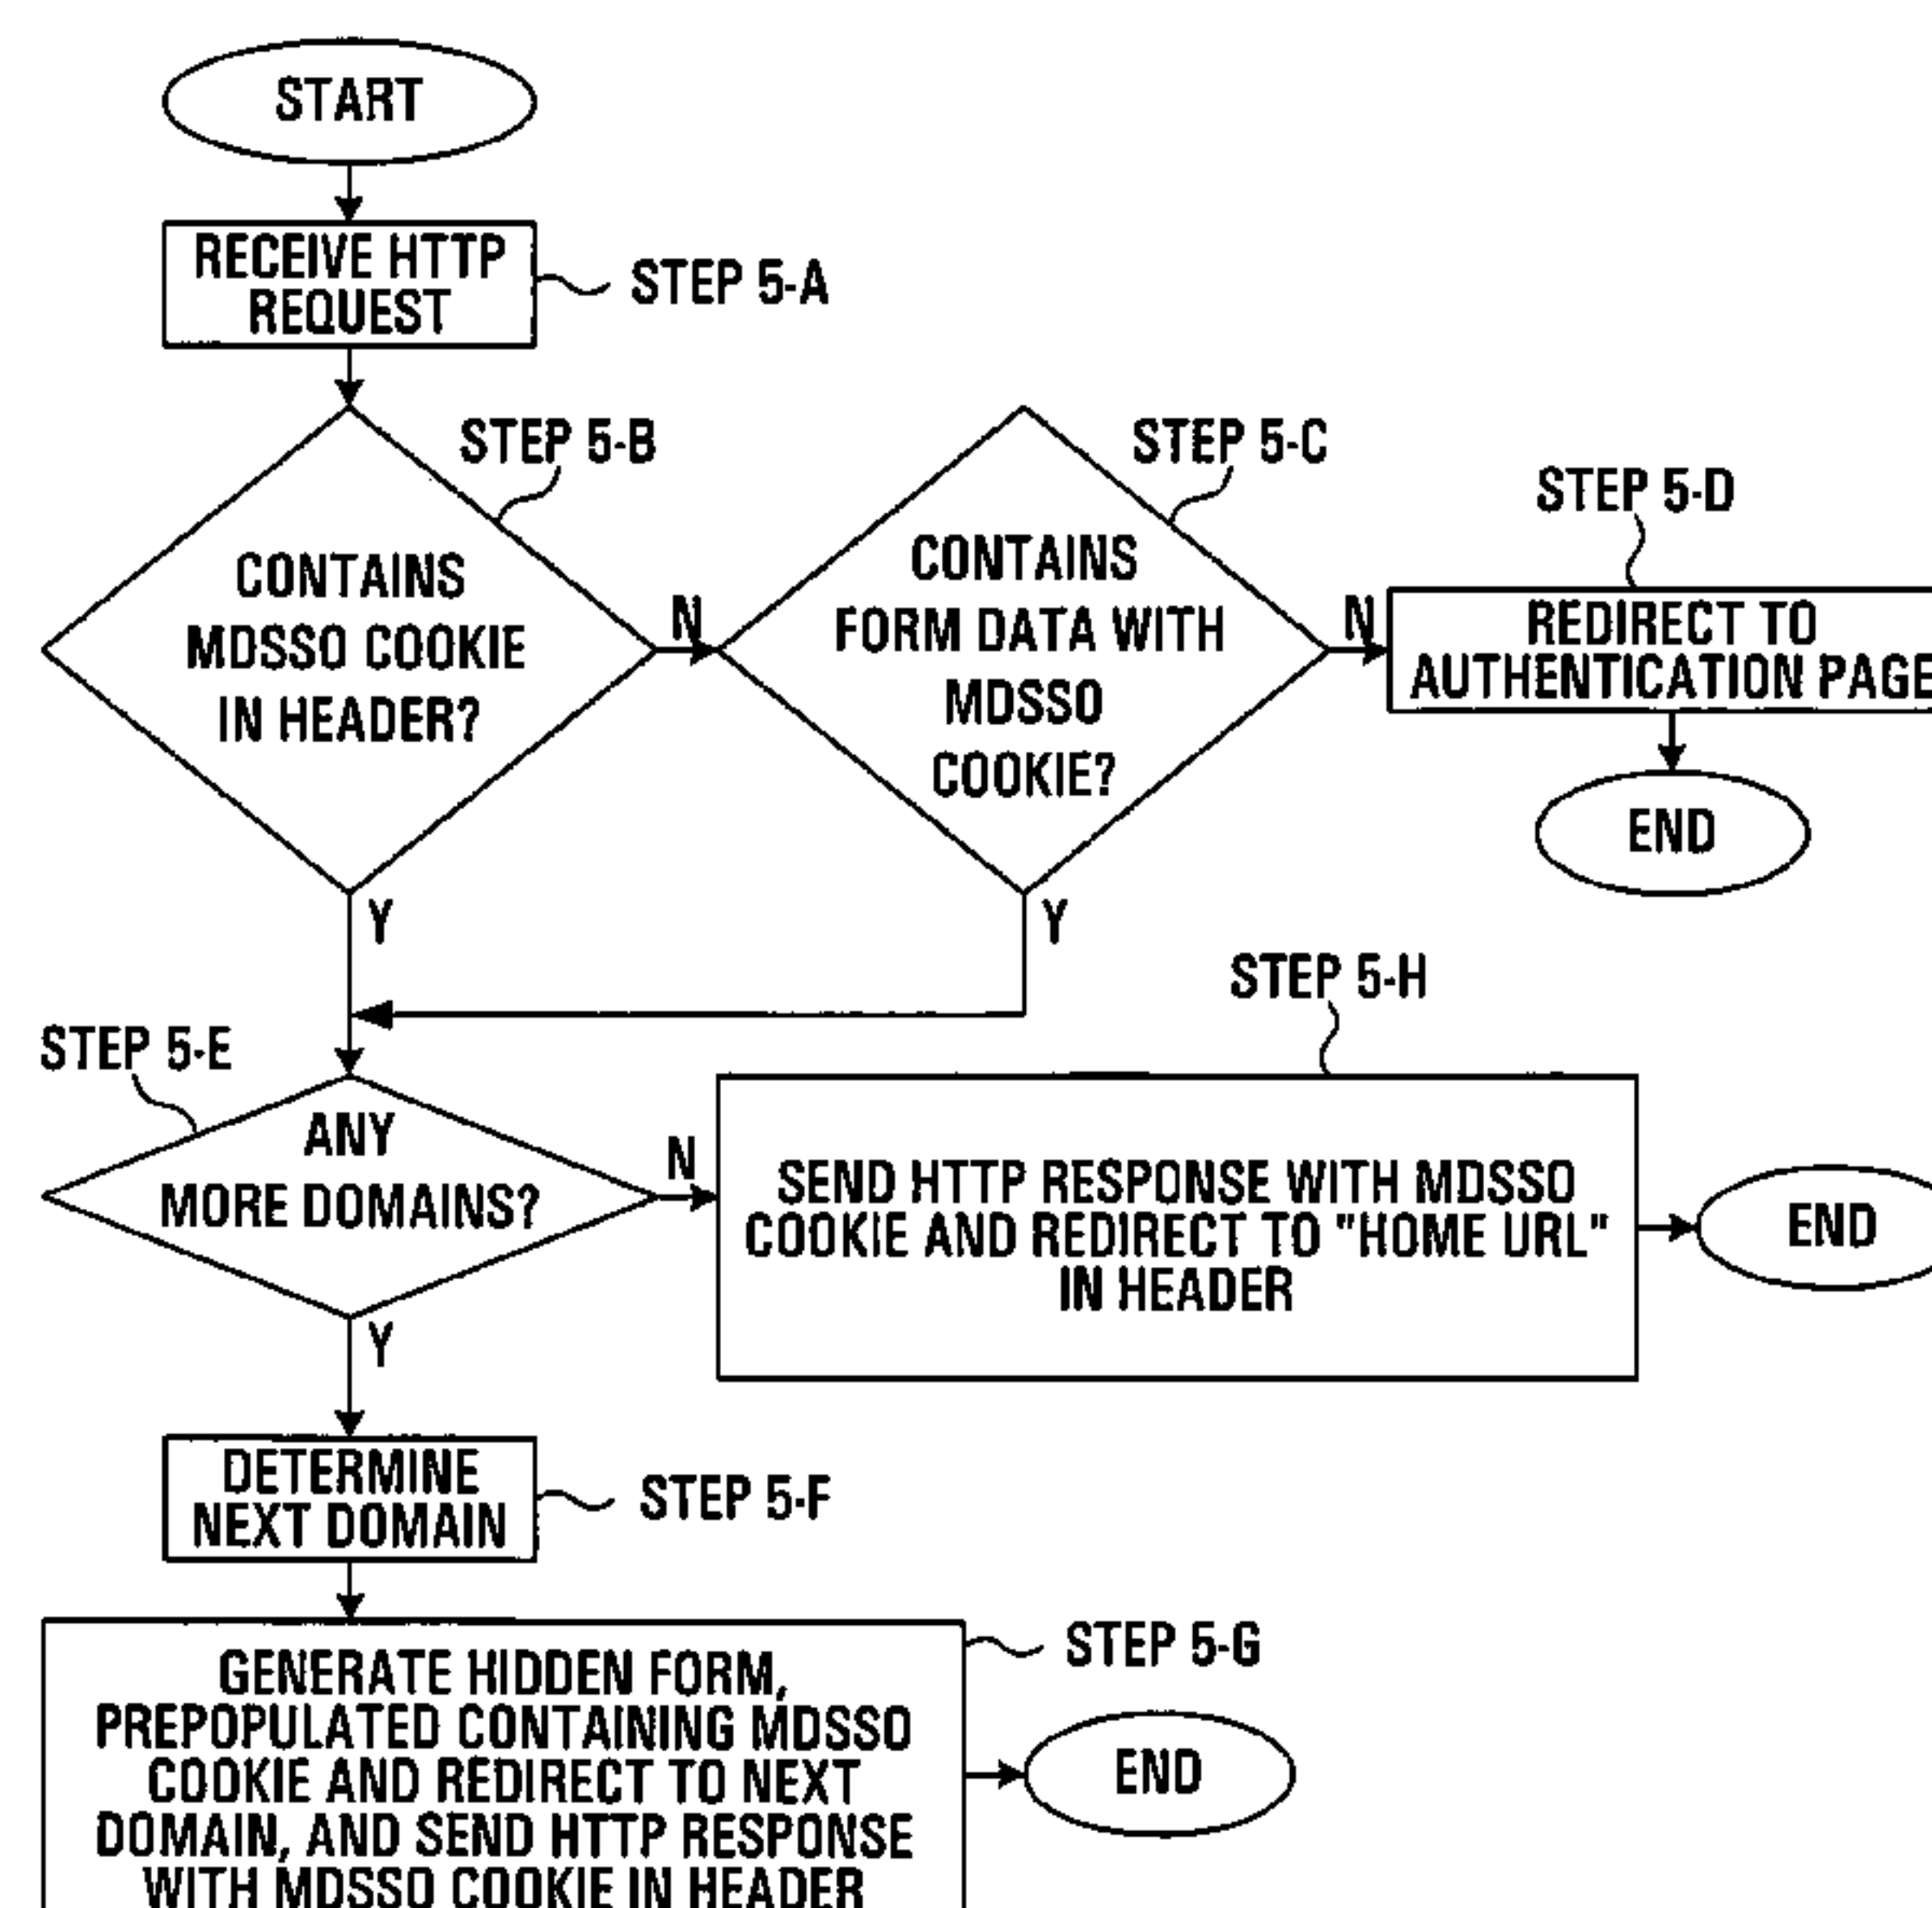 START
RECEIVE HTTP
REQUEST
STEP 5-A
STEP 5-B
CONTAINS
MDSSO COOKIE
IN HEADER?
N
Y
STEP 5-C
CONTAINS
FORM DATA WITH
MDSSO
COOKIE?
N
Y
STEP 5-D
REDIRECT TO
AUTHENTICATION PAGE
END
STEP 5-E
ANY
MORE DOMAINS?
N
Y
STEP 5-H
SEND HTTP RESPONSE WITH MDSSO
COOKIE AND REDIRECT TO "HOME URL"
IN HEADER
END
DETERMINE
NEXT DOMAIN
STEP 5-F
GENERATE HIDDEN FORM,
PREPOPULATED CONTAINING MDSSO
COOKIE AND REDIRECT TO NEXT
DOMAIN, AND SEND HTTP RESPONSE
WITH MDSSO COOKIE IN HEADER
STEP 5-G
END